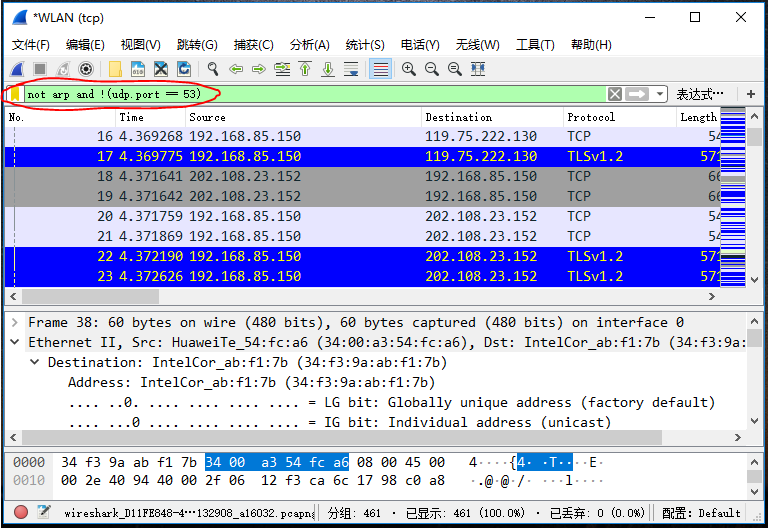 *WLAN (tcp)
文件(F) 编辑(E) 视图(V) 跳转(G) 捕获(C) 分析(A) 统计(S) 电话(Y) 无线(W) 工具(T) 帮助(H)
not arp and !(udp.port == 53) 表达式… +
No. Time Source Destination Protocol Length
16 4.369268 192.168.85.150 119.75.222.130 TCP 54
17 4.369775 192.168.85.150 119.75.222.130 TLSv1.2 571
18 4.371641 202.108.23.152 192.168.85.150 TCP 66
19 4.371642 202.108.23.152 192.168.85.150 TCP 66
20 4.371759 192.168.85.150 202.108.23.152 TCP 54
21 4.371869 192.168.85.150 202.108.23.152 TCP 54
22 4.372190 192.168.85.150 202.108.23.152 TLSv1.2 571
23 4.372626 192.168.85.150 202.108.23.152 TLSv1.2 571
Frame 38: 60 bytes on wire (480 bits), 60 bytes captured (480 bits) on interface 0
Ethernet II, Src: HuaweiTe_54:fc:a6 (34:00:a3:54:fc:a6), Dst: IntelCor_ab:f1:7b (34:f3:9a:
Destination: IntelCor_ab:f1:7b (34:f3:9a:ab:f1:7b)
Address: IntelCor_ab:f1:7b (34:f3:9a:ab:f1:7b)
.... ..0. .... .... .... .... = LG bit: Globally unique address (factory default)
.... ...0 .... .... .... .... = IG bit: Individual address (unicast)
0000 34 f3 9a ab f1 7b 34 00 a3 54 fc a6 08 00 45 00 4····{4· ·T····E·
0010 00 2e 40 94 40 00 2f 06 12 f3 ca 6c 17 98 c0 a8 ·.@·@·/· ···l····
wireshark_D11FE848-4···132908_a16032.pcapng 分组: 461 · 已显示: 461 (100.0%) · 已丢弃: 0 (0.0%) 配置: Default